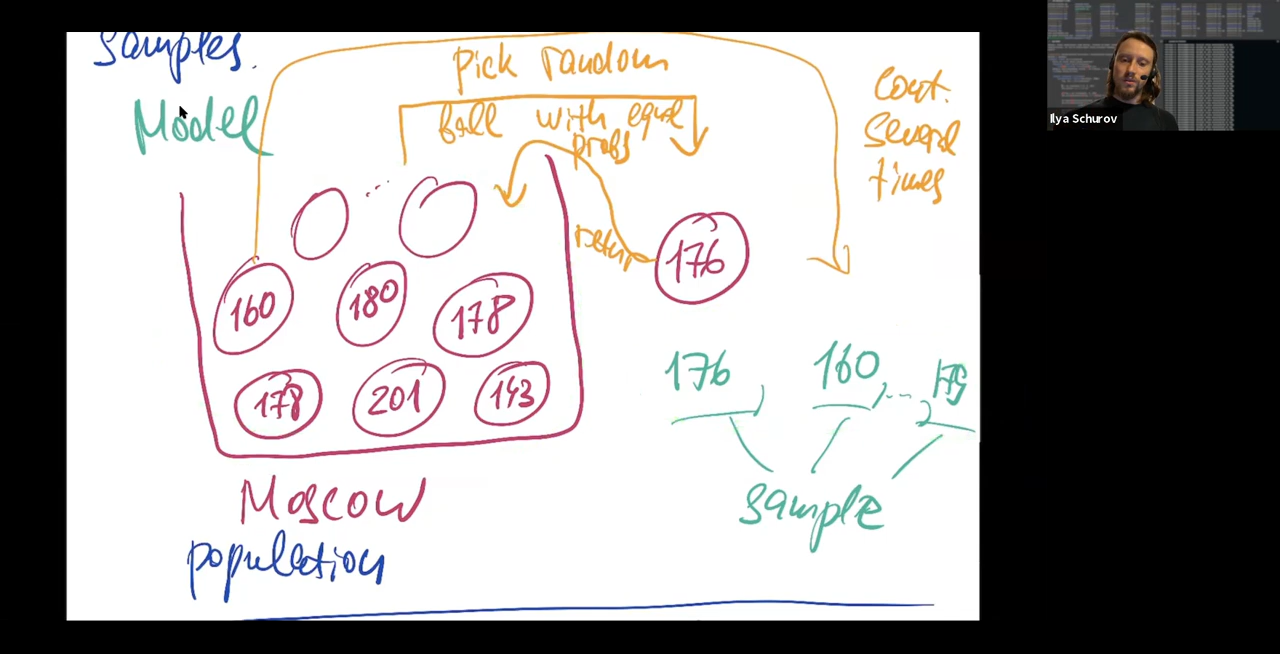 samples.
Model
pick random
ball with equal
probs
cont.
several
times
return
176
160
180
178
178
201
143
176, 160, ...
sample
Moscow
population
Ilya Schurov